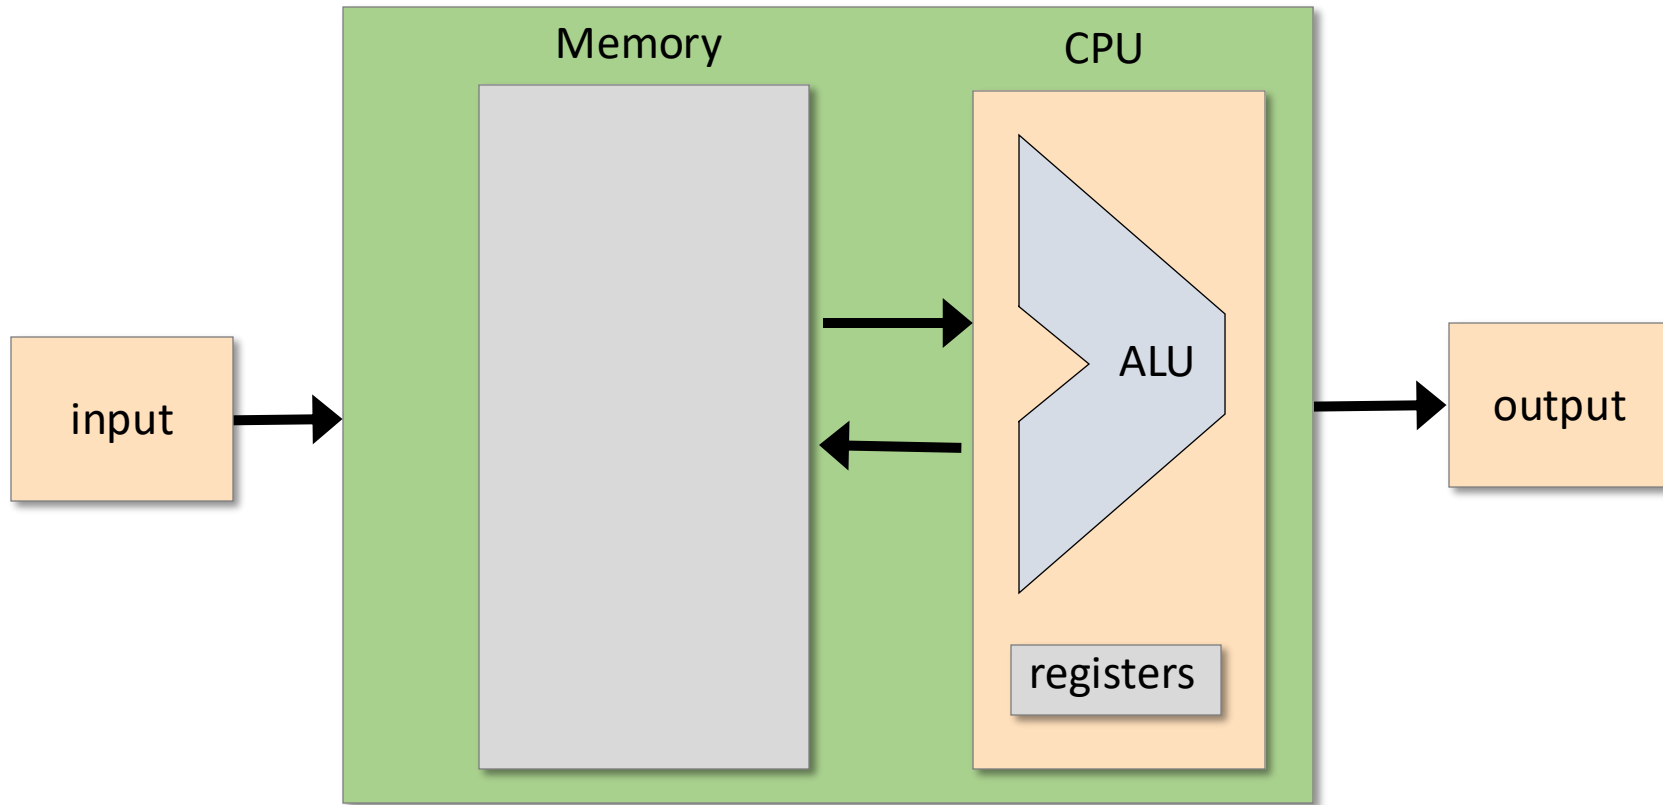 Memory
CPU
input
ALU
output
registers